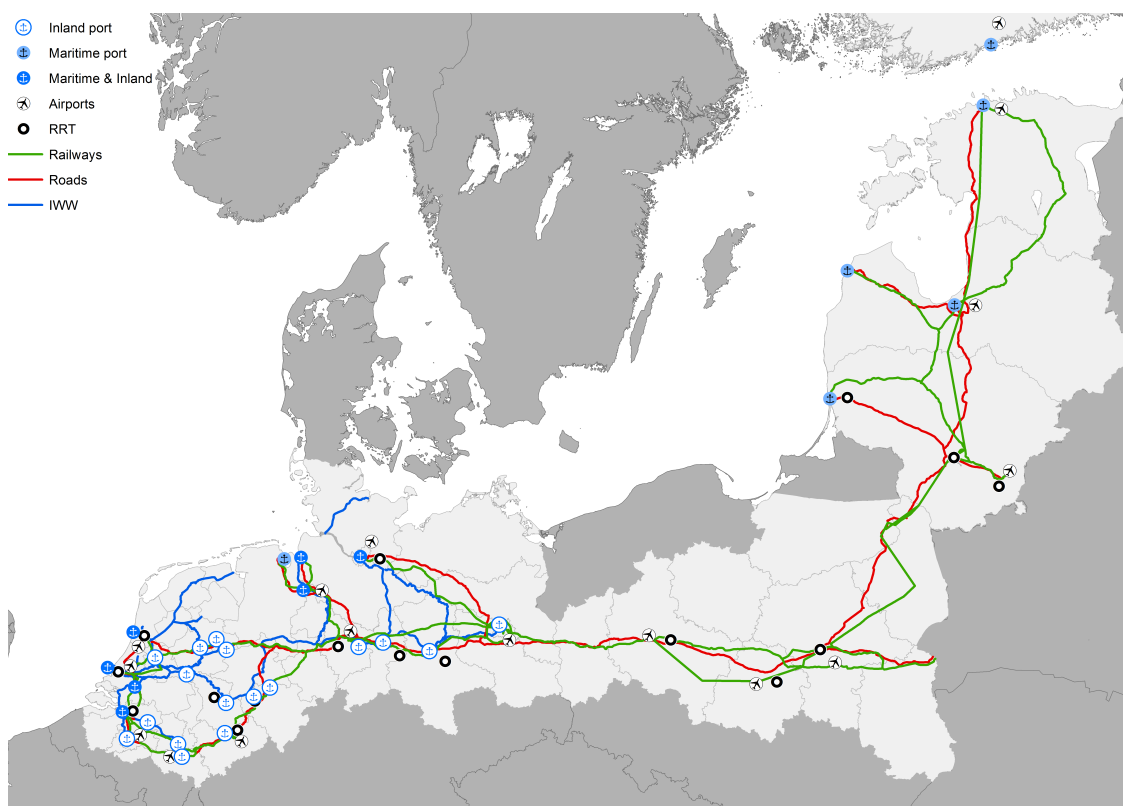 Inland port
Maritime port
Maritime & Inland
Airports
RRT
Railways
Roads
IWW